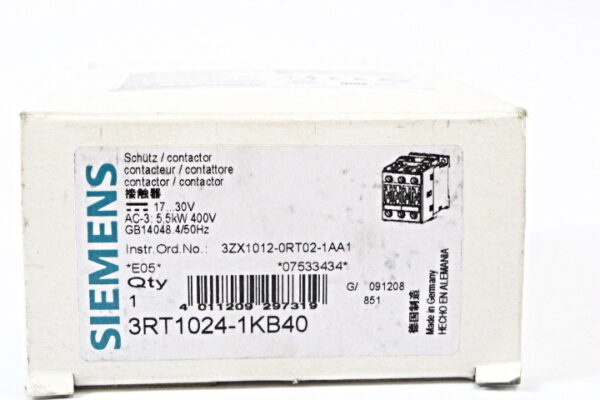 SIEMENS
Schütz / contactor
contacteur / contattore
contactor / contactor
接触器
17...30V
AC-3: 5,5kW 400V
GB14048.4/50Hz
Instr.Ord.No.: 3ZX1012-0RT02-1AA1
*E05* *07533434*
Qty
1
4 011209 297319
G/ 091208
851
3RT1024-1KB40
德国制造
Made in Germany
HECHO EN ALEMANIA